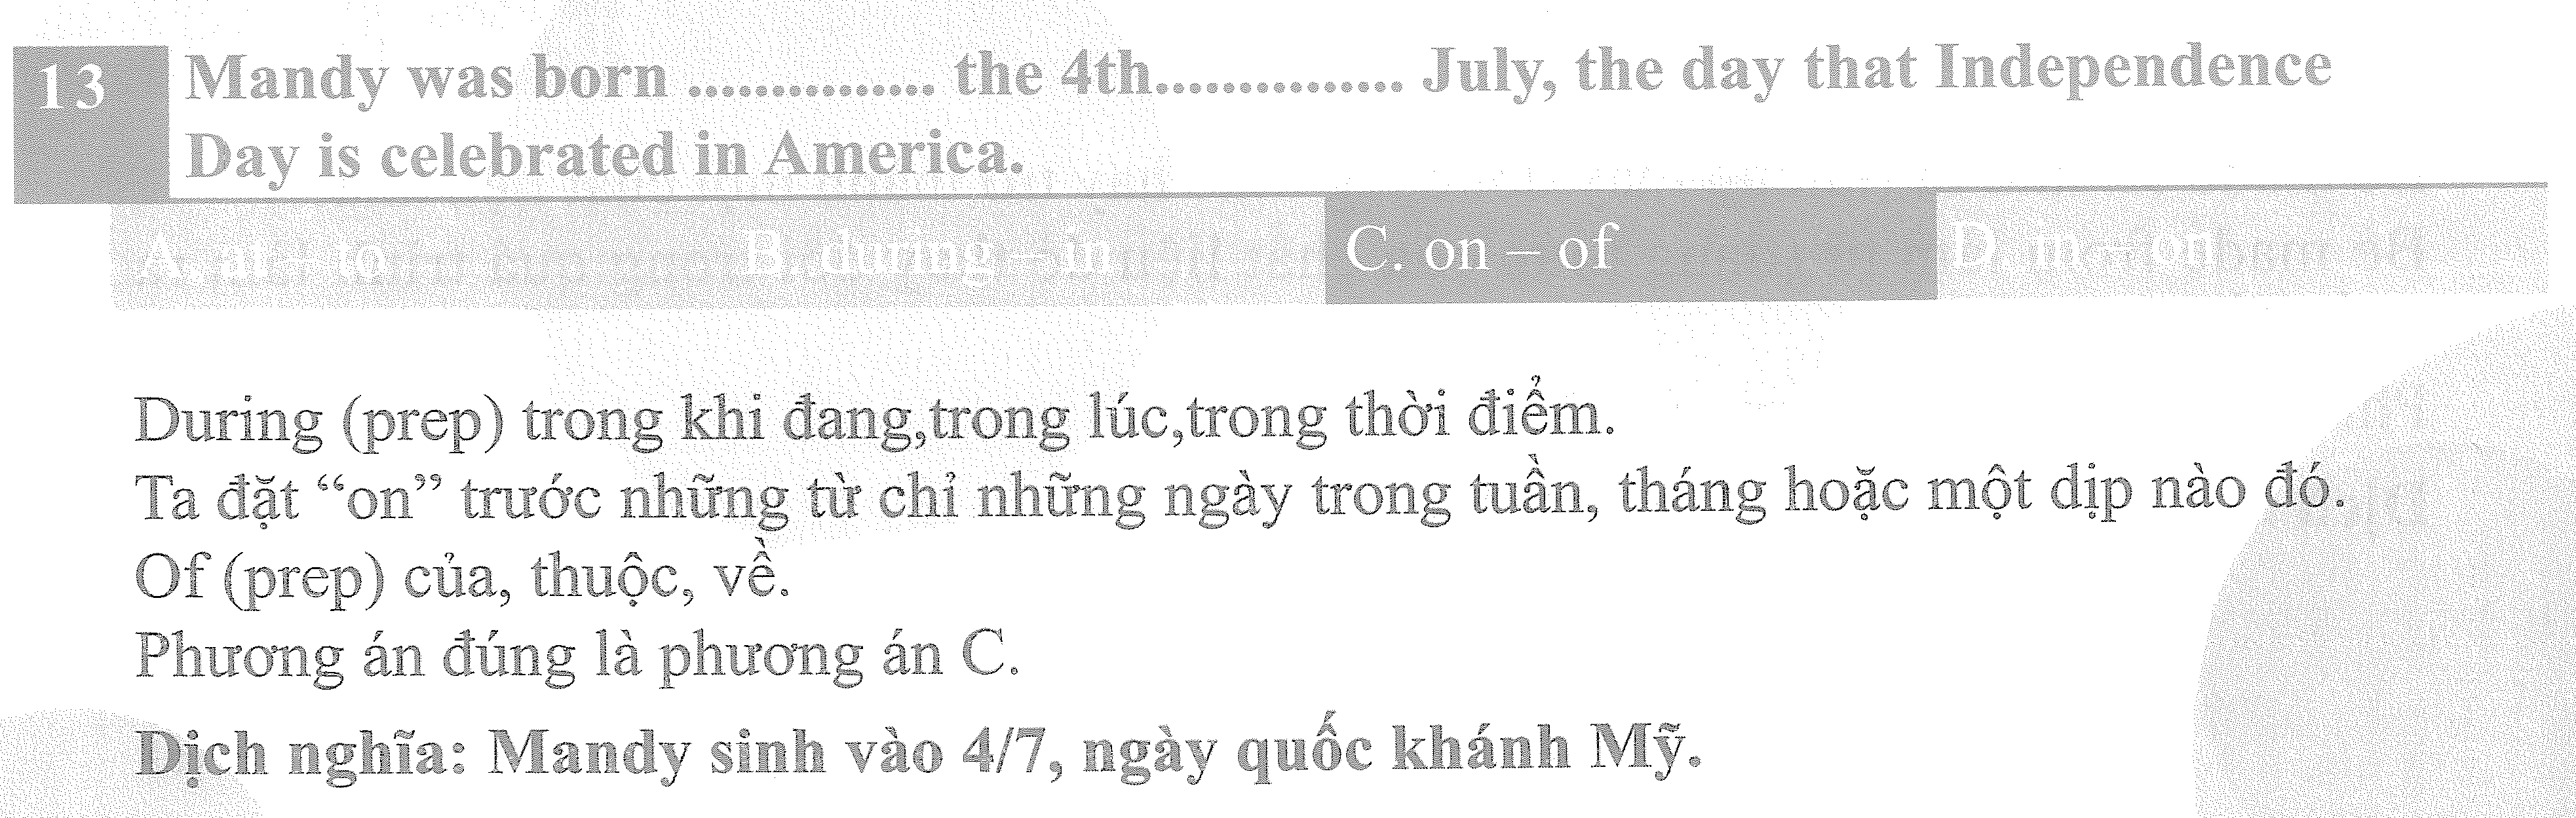 13 Mandy was born .............. the 4th.............. July, the day that Independence
Day is celebrated in America.
A. at – to B. during – in C. on – of D. in – on
During (prep) trong khi đang,trong lúc,trong thời điểm.
Ta đặt “on” trước những từ chỉ những ngày trong tuần, tháng hoặc một dịp nào đó.
Of (prep) của, thuộc, về.
Phương án đúng là phương án C.
Dịch nghĩa: Mandy sinh vào 4/7, ngày quốc khánh Mỹ.